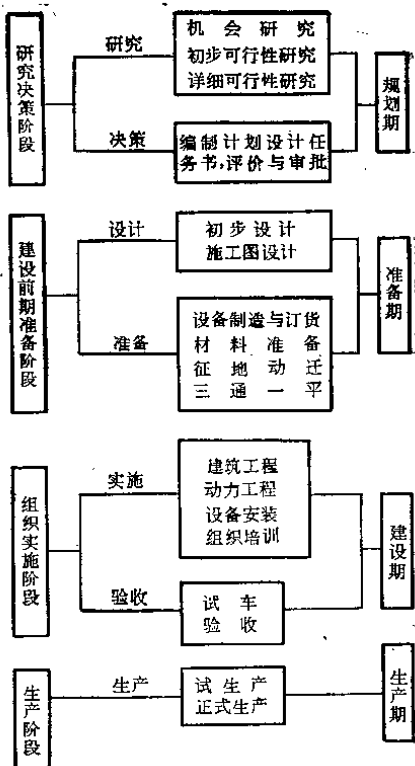 研究决策阶段
研究
机会研究
初步可行性研究
详细可行性研究
决策
编制计划设计任
务书,评价与审批
规划期
建设前期准备阶段
设计
初步设计
施工图设计
准备
设备制造与订货
材料准备
征地动迁
三通一平
准备期
组织实施阶段
实施
建筑工程
动力工程
设备安装
组织培训
验收
试车
验收
建设期
生产阶段
生产
试生产
正式生产
生产期